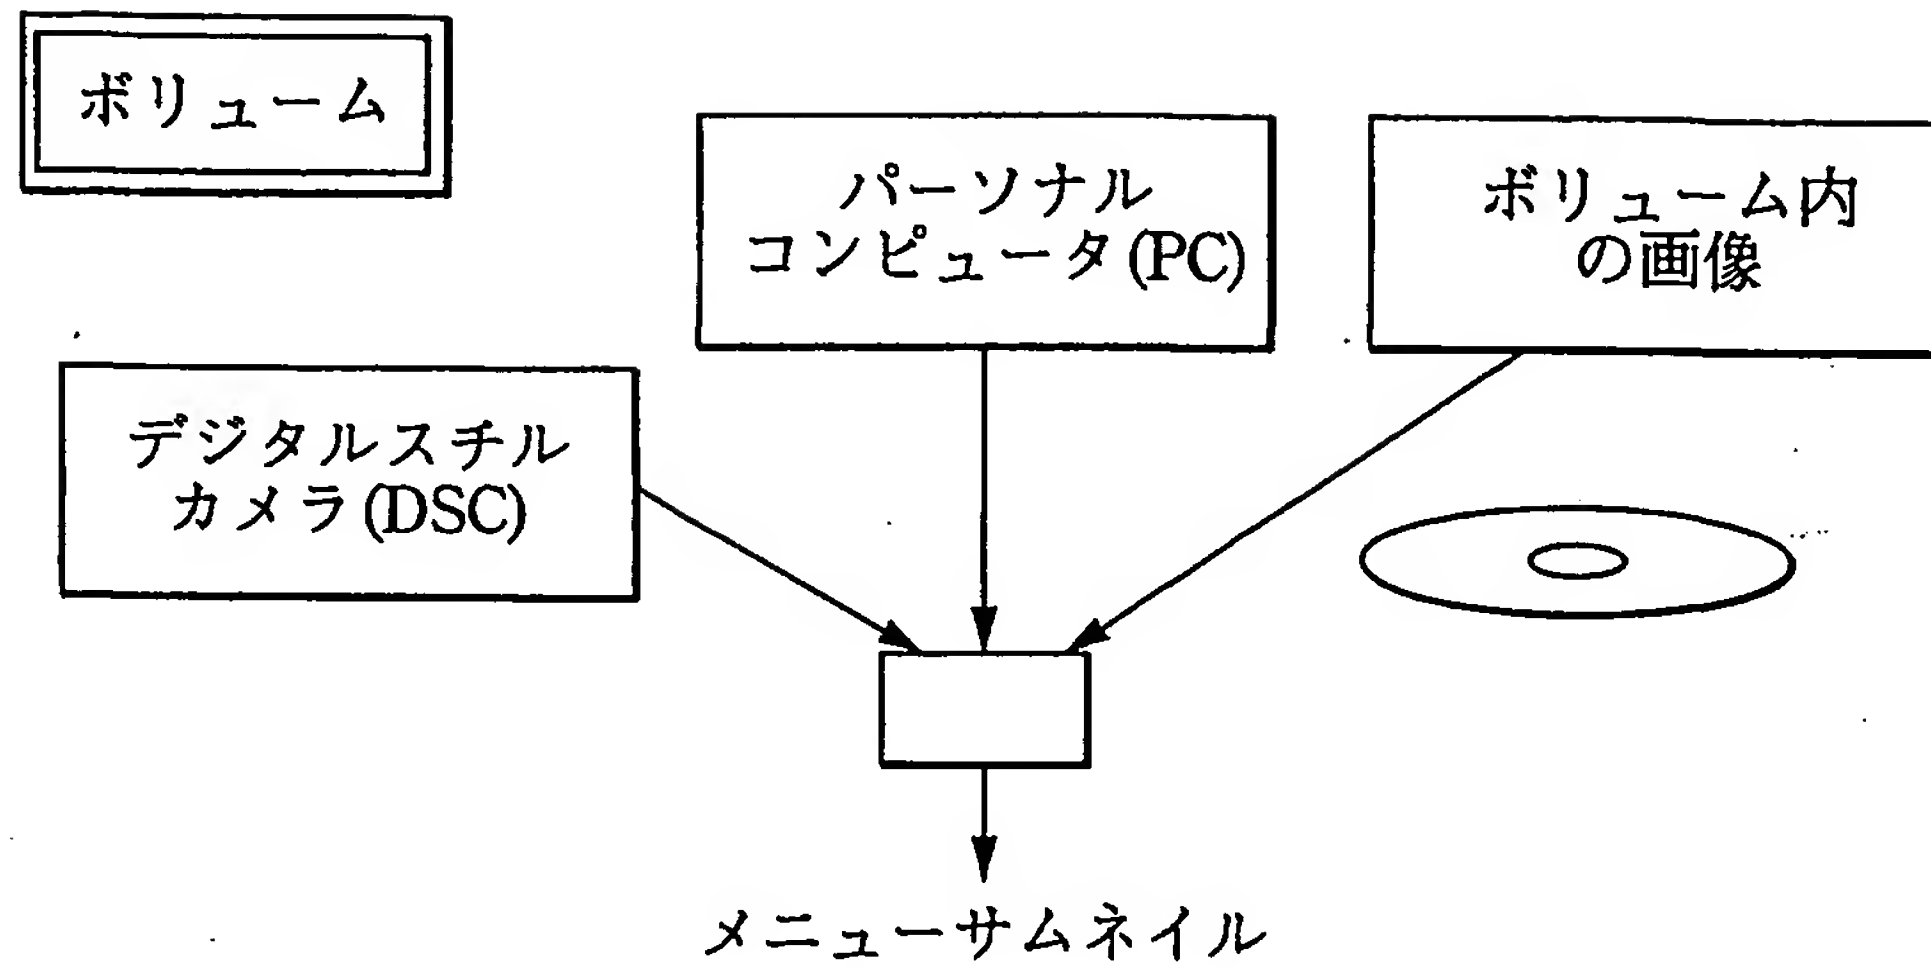 ボリューム
パーソナル
コンピュータ(PC)
ボリューム内
の画像
デジタルスチル
カメラ(DSC)
メニューサムネイル